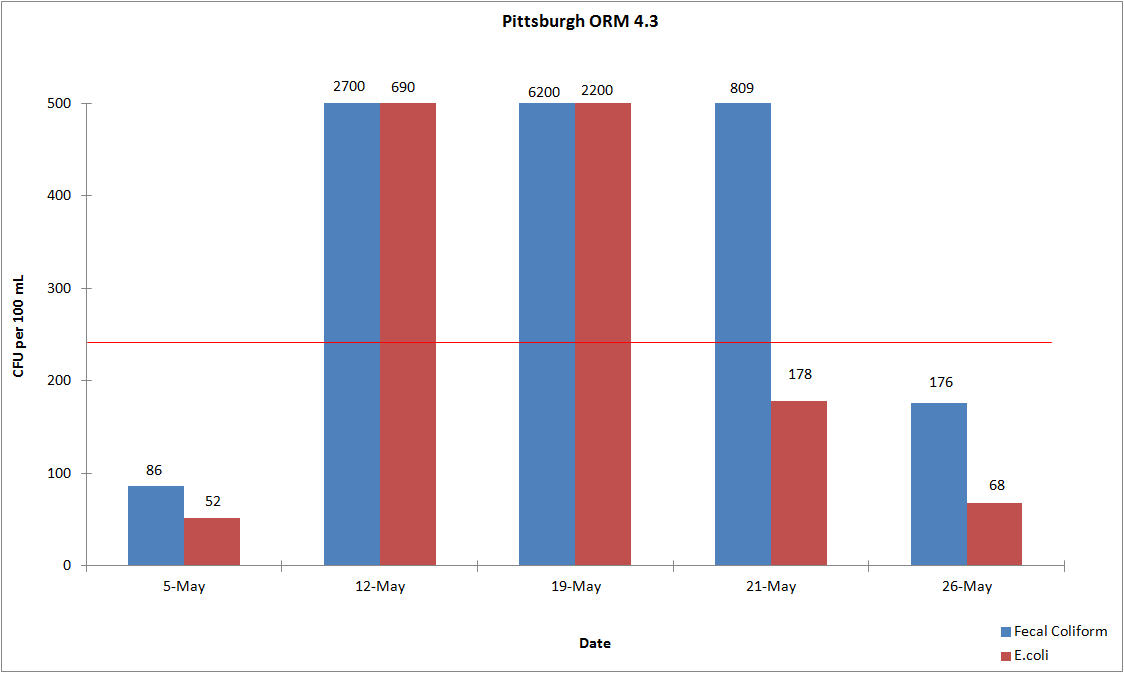 Pittsburgh ORM 4.3
2700 690 6200 2200 809
500
400
300
200
100
0
CFU per 100 mL
86 52 178 176 68
5-May 12-May 19-May 21-May 26-May
Date
Fecal Coliform
E.coli